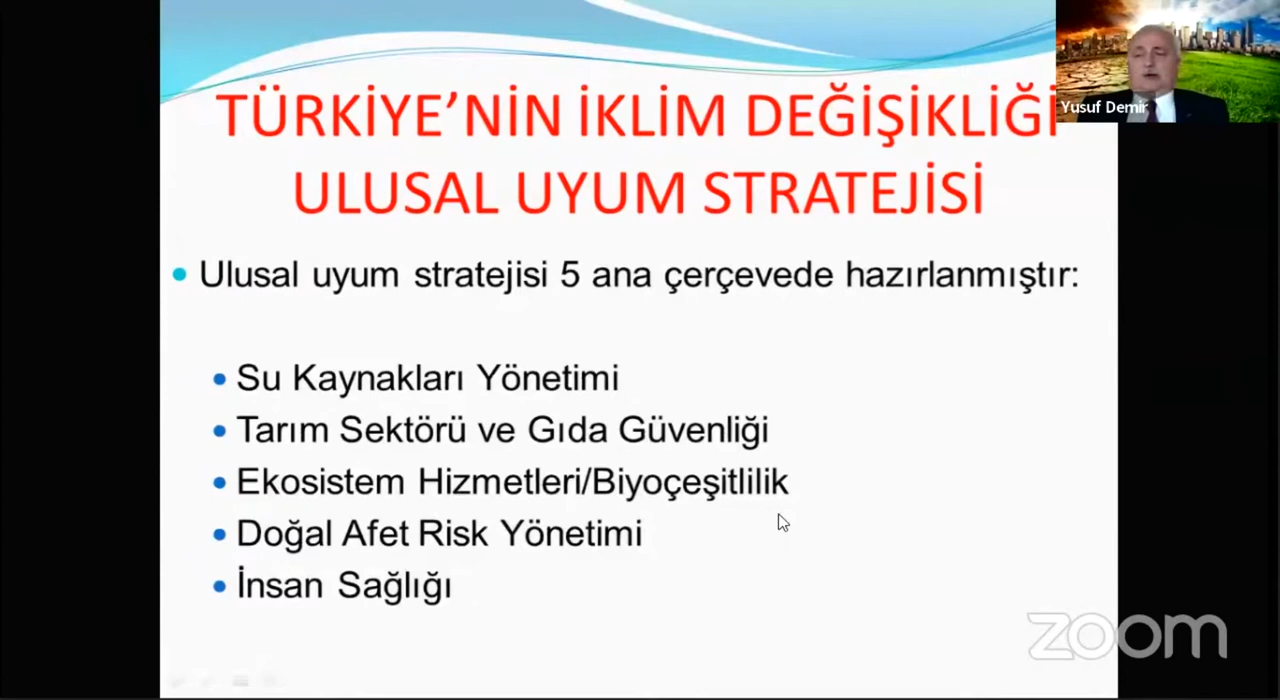 TÜRKİYE’NİN İKLİM DEĞİŞİKLİĞİ
ULUSAL UYUM STRATEJİSİ
Yusuf Demir
• Ulusal uyum stratejisi 5 ana çerçevede hazırlanmıştır:
• Su Kaynakları Yönetimi
• Tarım Sektörü ve Gıda Güvenliği
• Ekosistem Hizmetleri/Biyoçeşitlilik
• Doğal Afet Risk Yönetimi
• İnsan Sağlığı
zoom